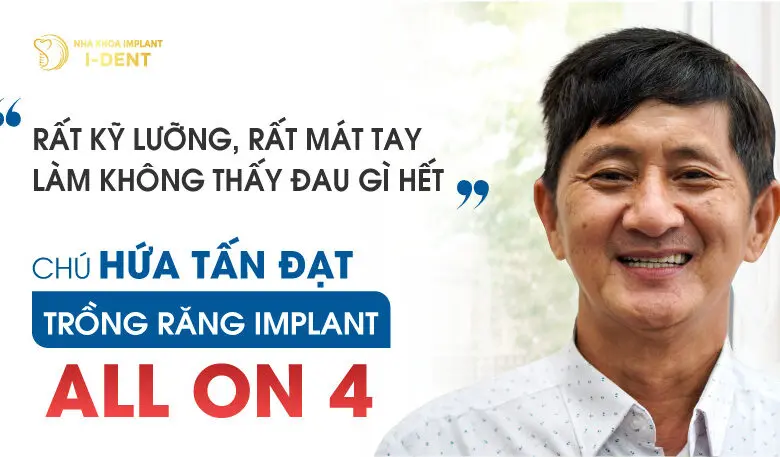 NHA KHOA IMPLANT
I-DENT
“ RẤT KỸ LƯỠNG, RẤT MÁT TAY
LÀM KHÔNG THẤY ĐAU GÌ HẾT ”
CHÚ HỨA TẤN ĐẠT
TRỒNG RĂNG IMPLANT
ALL ON 4